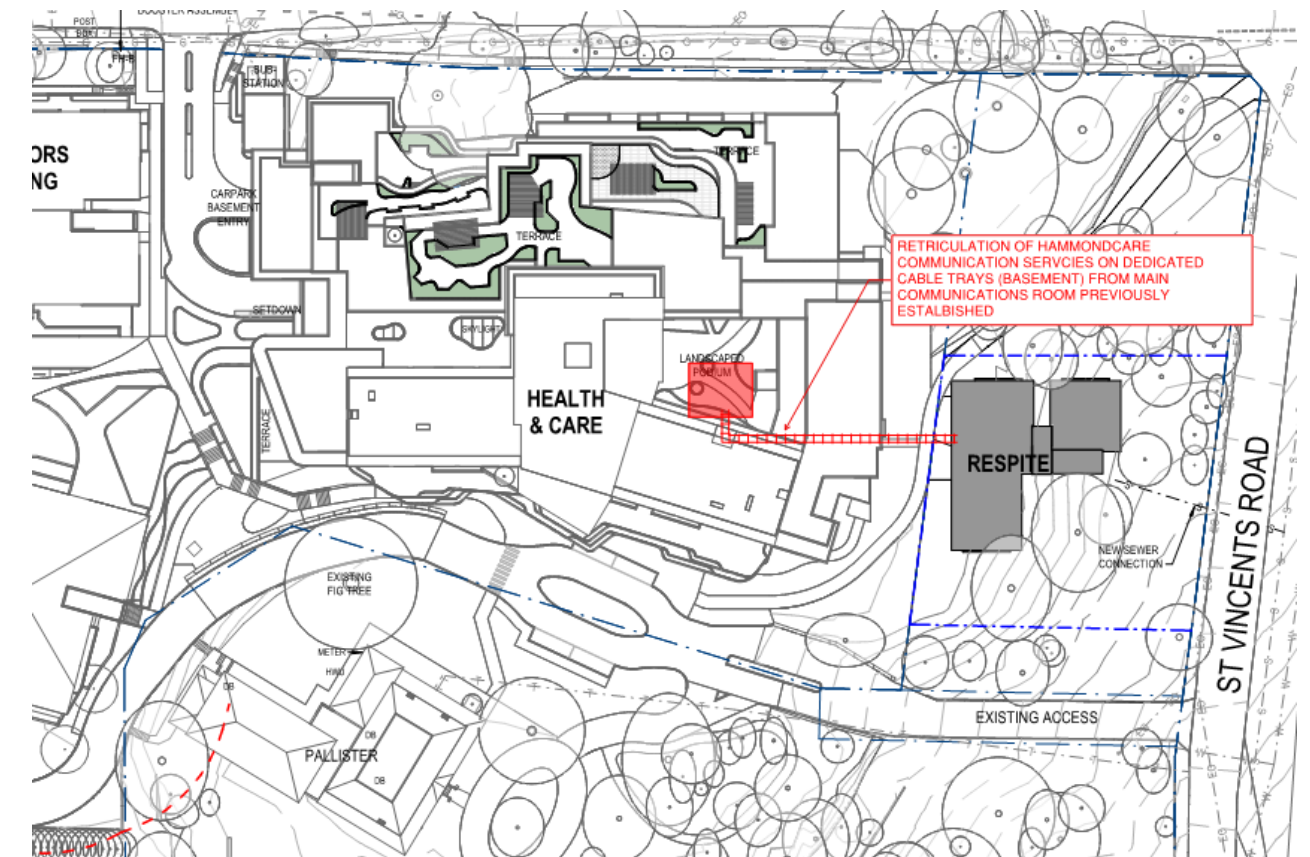 BOOSTER ASSEMBLY
POST
BOX
FH-B
SUB-
STATION
ORS
NG
CARPARK
BASEMENT
ENTRY
TERRACE
TERRACE
RETRICULATION OF HAMMONDCARE
COMMUNICATION SERVCIES ON DEDICATED
CABLE TRAYS (BASEMENT) FROM MAIN
COMMUNICATIONS ROOM PREVIOUSLY
ESTALBISHED
SETDOWN
SKYLIGHT
LANDSCAPED
PODIUM
HEALTH
& CARE
TERRACE
RESPITE
ST VINCENTS ROAD
NEW SEWER
CONNECTION
EXISTING
FIG TREE
METER
HWU
DB
DB
DB
PALLISTER
EXISTING ACCESS